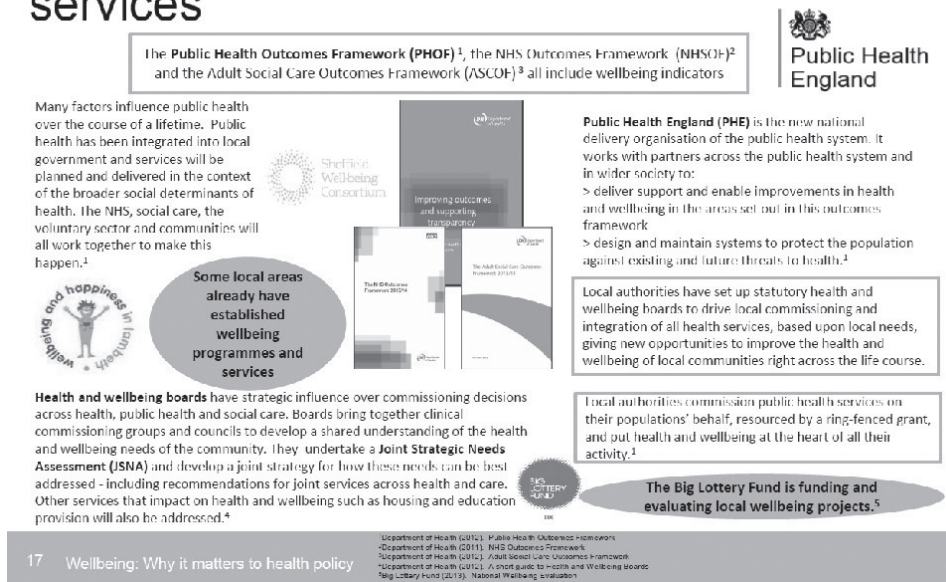 services
The Public Health Outcomes Framework (PHOF) ¹, the NHS Outcomes Framework (NHSOF)²
and the Adult Social Care Outcomes Framework (ASCOF) ³ all include wellbeing indicators
Public Health
England
Many factors influence public health
over the course of a lifetime. Public
health has been integrated into local
government and services will be
planned and delivered in the context
of the broader social determinants of
health. The NHS, social care, the
voluntary sector and communities will
all work together to make this
happen.¹
Sheffield
Wellbeing
Consortium
Improving outcomes
and supporting
transparency
The NHS Outcomes
Framework 2013/14
The Adult Social Care Outcomes
Framework
wellbeing and happiness in lambeth
Some local areas
already have
established
wellbeing
programmes and
services
Public Health England (PHE) is the new national
delivery organisation of the public health system. It
works with partners across the public health system and
in wider society to:
> deliver support and enable improvements in health
and wellbeing in the areas set out in this outcomes
framework
> design and maintain systems to protect the population
against existing and future threats to health.¹
Local authorities have set up statutory health and
wellbeing boards to drive local commissioning and
integration of all health services, based upon local needs,
giving new opportunities to improve the health and
wellbeing of local communities right across the life course.
Health and wellbeing boards have strategic influence over commissioning decisions
across health, public health and social care. Boards bring together clinical
commissioning groups and councils to develop a shared understanding of the health
and wellbeing needs of the community. They undertake a Joint Strategic Needs
Assessment (JSNA) and develop a joint strategy for how these needs can be best
addressed - including recommendations for joint services across health and care.
Other services that impact on health and wellbeing such as housing and education
provision will also be addressed.⁴
BIG
LOTTERY
FUND
Local authorities commission public health services on
their populations' behalf, resourced by a ring-fenced grant,
and put health and wellbeing at the heart of all their
activity.¹
The Big Lottery Fund is funding and
evaluating local wellbeing projects.⁵
17 Wellbeing: Why it matters to health policy
¹Department of Health (2012). Public Health Outcomes Framework
²Department of Health (2011). NHS Outcomes Framework
³Department of Health (2012). Adult Social Care Outcomes Framework
⁴Department of Health (2012). A short guide to Health and Wellbeing Boards
⁵Big Lottery Fund (2013). National Wellbeing Evaluation